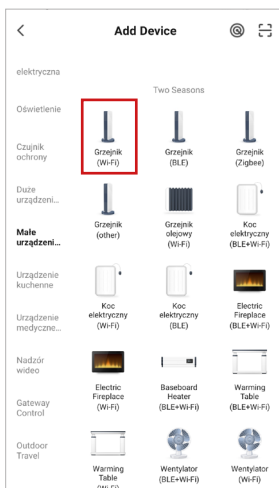 Add Device
elektryczna
Oświetlenie
Czujnik
ochrony
Duże
urządzeni...
Małe
urządzeni...
Urządzenie
kuchenne
Urządzenie
medyczne...
Nadzór
wideo
Gateway
Control
Outdoor
Travel
Two Seasons
Grzejnik
(Wi-Fi)
Grzejnik
(BLE)
Grzejnik
(Zigbee)
Grzejnik
(other)
Grzejnik
olejowy
(Wi-Fi)
Koc
elektryczny
(BLE+Wi-Fi)
Koc
elektryczny
(Wi-Fi)
Koc
elektryczny
(BLE)
Electric
Fireplace
(BLE+Wi-Fi)
Electric
Fireplace
(Wi-Fi)
Baseboard
Heater
(BLE+Wi-Fi)
Warming
Table
(BLE+Wi-Fi)
Warming
Table
(Wi-Fi)
Wentylator
(BLE+Wi-Fi)
Wentylator
(Wi-Fi)